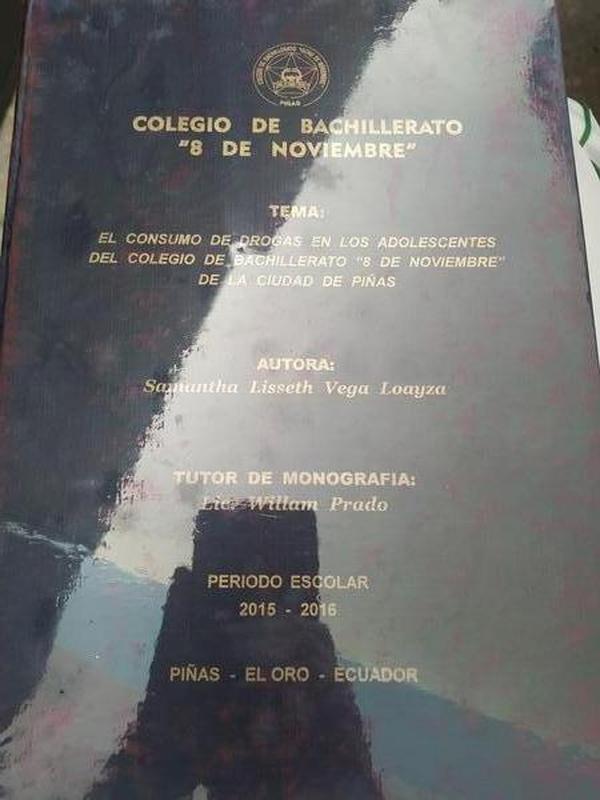 PIÑAS
COLEGIO DE BACHILLERATO
"8 DE NOVIEMBRE"
TEMA:
EL CONSUMO DE DROGAS EN LOS ADOLESCENTES
DEL COLEGIO DE BACHILLERATO "8 DE NOVIEMBRE"
DE LA CIUDAD DE PIÑAS
AUTORA:
Samantha Lisseth Vega Loayza
TUTOR DE MONOGRAFIA:
Lic. Willam Prado
PERIODO ESCOLAR
2015 - 2016
PIÑAS - EL ORO - ECUADOR